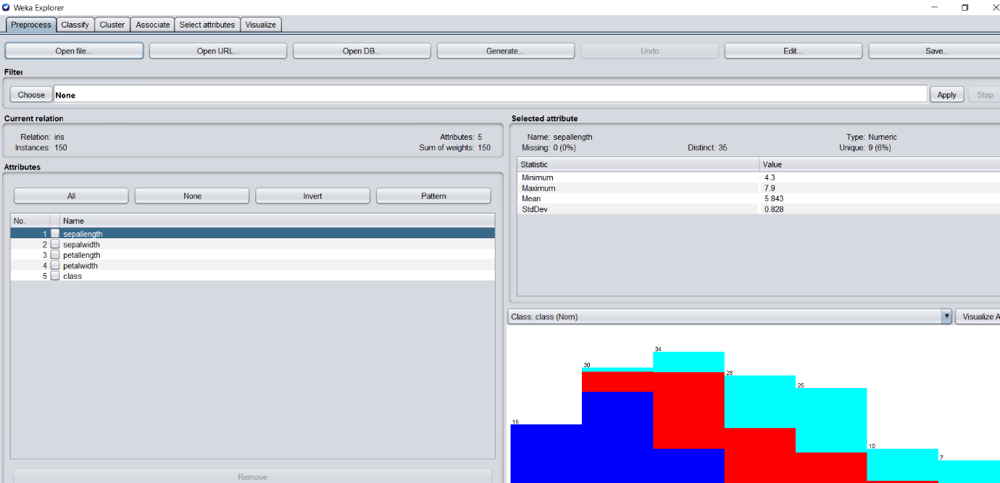 Weka Explorer
Preprocess Classify Cluster Associate Select attributes Visualize
Open file... Open URL... Open DB... Generate... Undo Edit... Save...
Filter
Choose None Apply Stop
Current relation
Relation: iris Attributes: 5
Instances: 150 Sum of weights: 150
Attributes
All None Invert Pattern
No. Name
1 sepallength
2 sepalwidth
3 petallength
4 petalwidth
5 class
Remove
Selected attribute
Name: sepallength Type: Numeric
Missing: 0 (0%) Distinct: 35 Unique: 9 (6%)
Statistic Value
Minimum 4.3
Maximum 7.9
Mean 5.843
StdDev 0.828
Class: class (Nom) Visualize A
16 30 34 28 25 10 7